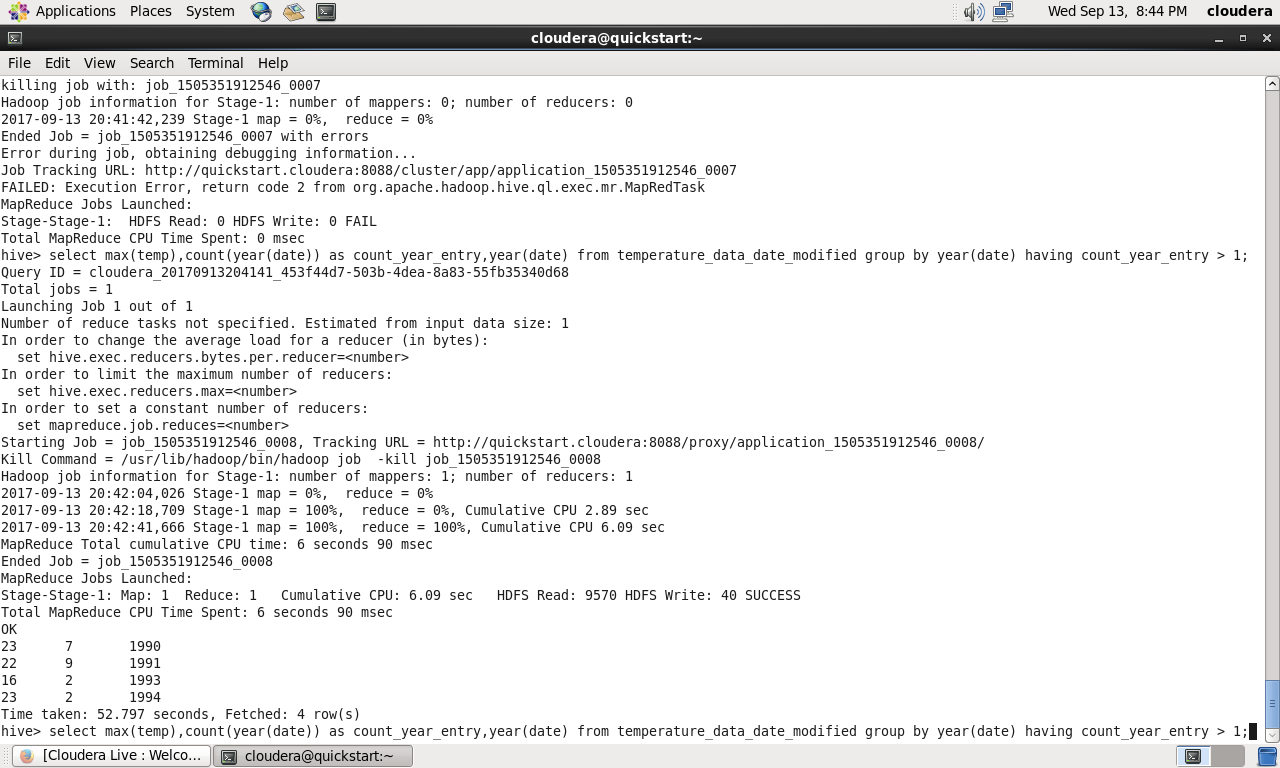 Applications Places System Wed Sep 13, 8:44 PM cloudera
cloudera@quickstart:~
File Edit View Search Terminal Help
killing job with: job_1505351912546_0007
Hadoop job information for Stage-1: number of mappers: 0; number of reducers: 0
2017-09-13 20:41:42,239 Stage-1 map = 0%,  reduce = 0%
Ended Job = job_1505351912546_0007 with errors
Error during job, obtaining debugging information...
Job Tracking URL: http://quickstart.cloudera:8088/cluster/app/application_1505351912546_0007
FAILED: Execution Error, return code 2 from org.apache.hadoop.hive.ql.exec.mr.MapRedTask
MapReduce Jobs Launched:
Stage-Stage-1:  HDFS Read: 0 HDFS Write: 0 FAIL
Total MapReduce CPU Time Spent: 0 msec
hive> select max(temp),count(year(date)) as count_year_entry,year(date) from temperature_data_date_modified group by year(date) having count_year_entry > 1;
Query ID = cloudera_20170913204141_453f44d7-503b-4dea-8a83-55fb35340d68
Total jobs = 1
Launching Job 1 out of 1
Number of reduce tasks not specified. Estimated from input data size: 1
In order to change the average load for a reducer (in bytes):
  set hive.exec.reducers.bytes.per.reducer=<number>
In order to limit the maximum number of reducers:
  set hive.exec.reducers.max=<number>
In order to set a constant number of reducers:
  set mapreduce.job.reduces=<number>
Starting Job = job_1505351912546_0008, Tracking URL = http://quickstart.cloudera:8088/proxy/application_1505351912546_0008/
Kill Command = /usr/lib/hadoop/bin/hadoop job  -kill job_1505351912546_0008
Hadoop job information for Stage-1: number of mappers: 1; number of reducers: 1
2017-09-13 20:42:04,026 Stage-1 map = 0%,  reduce = 0%
2017-09-13 20:42:18,709 Stage-1 map = 100%,  reduce = 0%, Cumulative CPU 2.89 sec
2017-09-13 20:42:41,666 Stage-1 map = 100%,  reduce = 100%, Cumulative CPU 6.09 sec
MapReduce Total cumulative CPU time: 6 seconds 90 msec
Ended Job = job_1505351912546_0008
MapReduce Jobs Launched:
Stage-Stage-1: Map: 1  Reduce: 1   Cumulative CPU: 6.09 sec   HDFS Read: 9570 HDFS Write: 40 SUCCESS
Total MapReduce CPU Time Spent: 6 seconds 90 msec
OK
23	7	1990
22	9	1991
16	2	1993
23	2	1994
Time taken: 52.797 seconds, Fetched: 4 row(s)
hive> select max(temp),count(year(date)) as count_year_entry,year(date) from temperature_data_date_modified group by year(date) having count_year_entry > 1;
[Cloudera Live : Welco... cloudera@quickstart:~